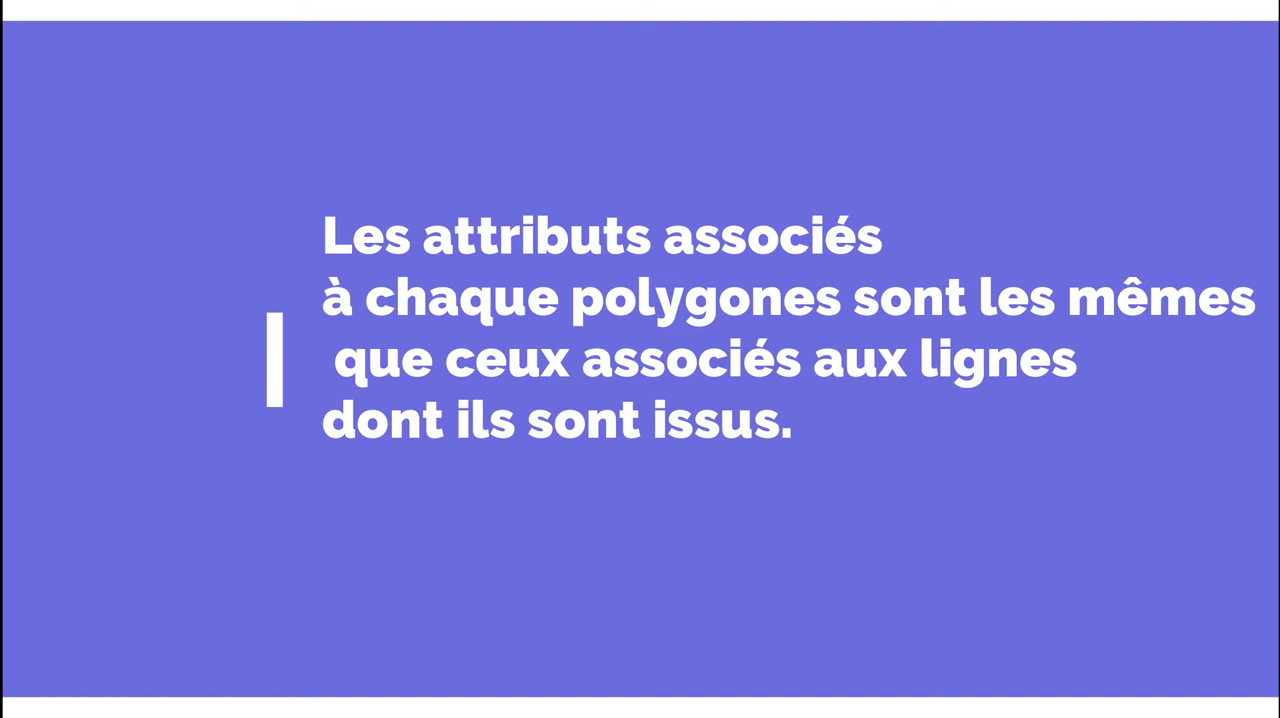 Les attributs associés
à chaque polygones sont les mêmes
que ceux associés aux lignes
dont ils sont issus.